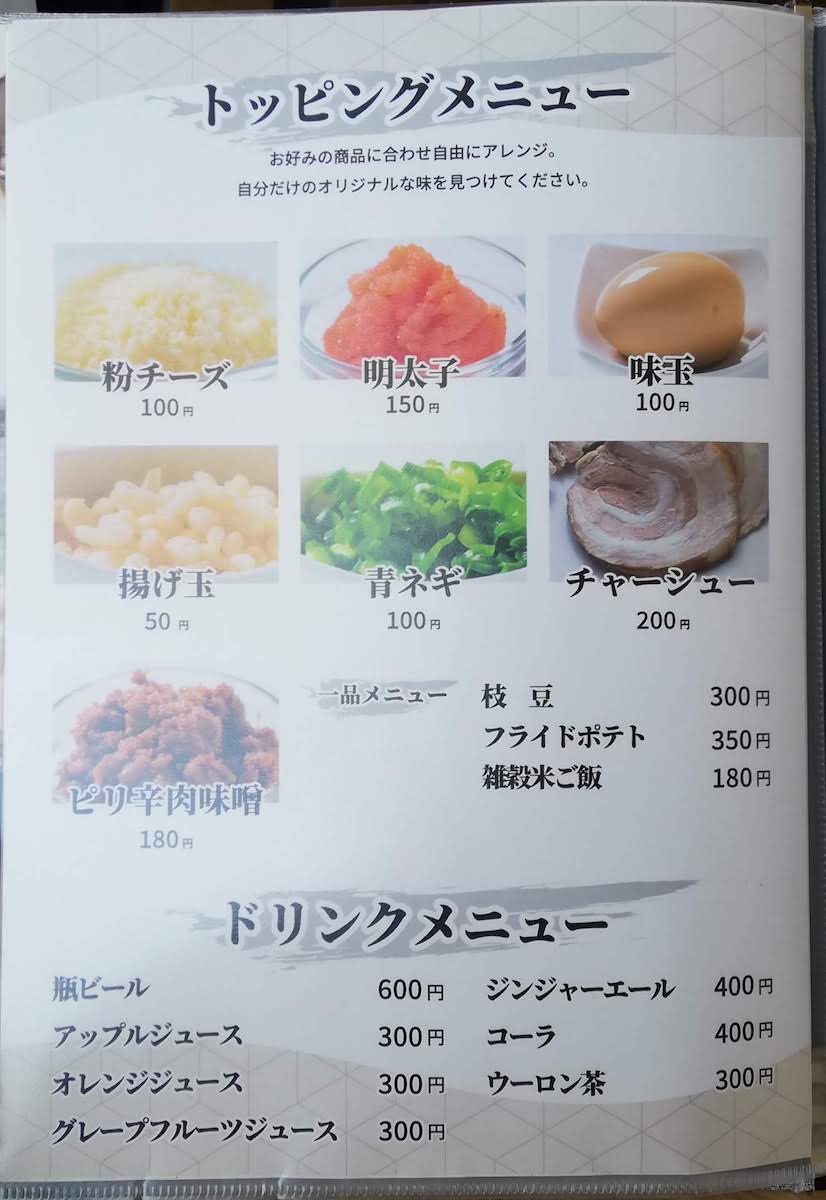 トッピングメニュー
お好みの商品に合わせ自由にアレンジ。
自分だけのオリジナルな味を見つけてください。
粉チーズ
100円
明太子
150円
味玉
100円
揚げ玉
50円
青ネギ
100円
チャーシュー
200円
ピリ辛肉味噌
180円
一品メニュー
枝豆 300円
フライドポテト 350円
雑穀米ご飯 180円
ドリンクメニュー
瓶ビール 600円
アップルジュース 300円
オレンジジュース 300円
グレープフルーツジュース 300円
ジンジャーエール 400円
コーラ 400円
ウーロン茶 300円